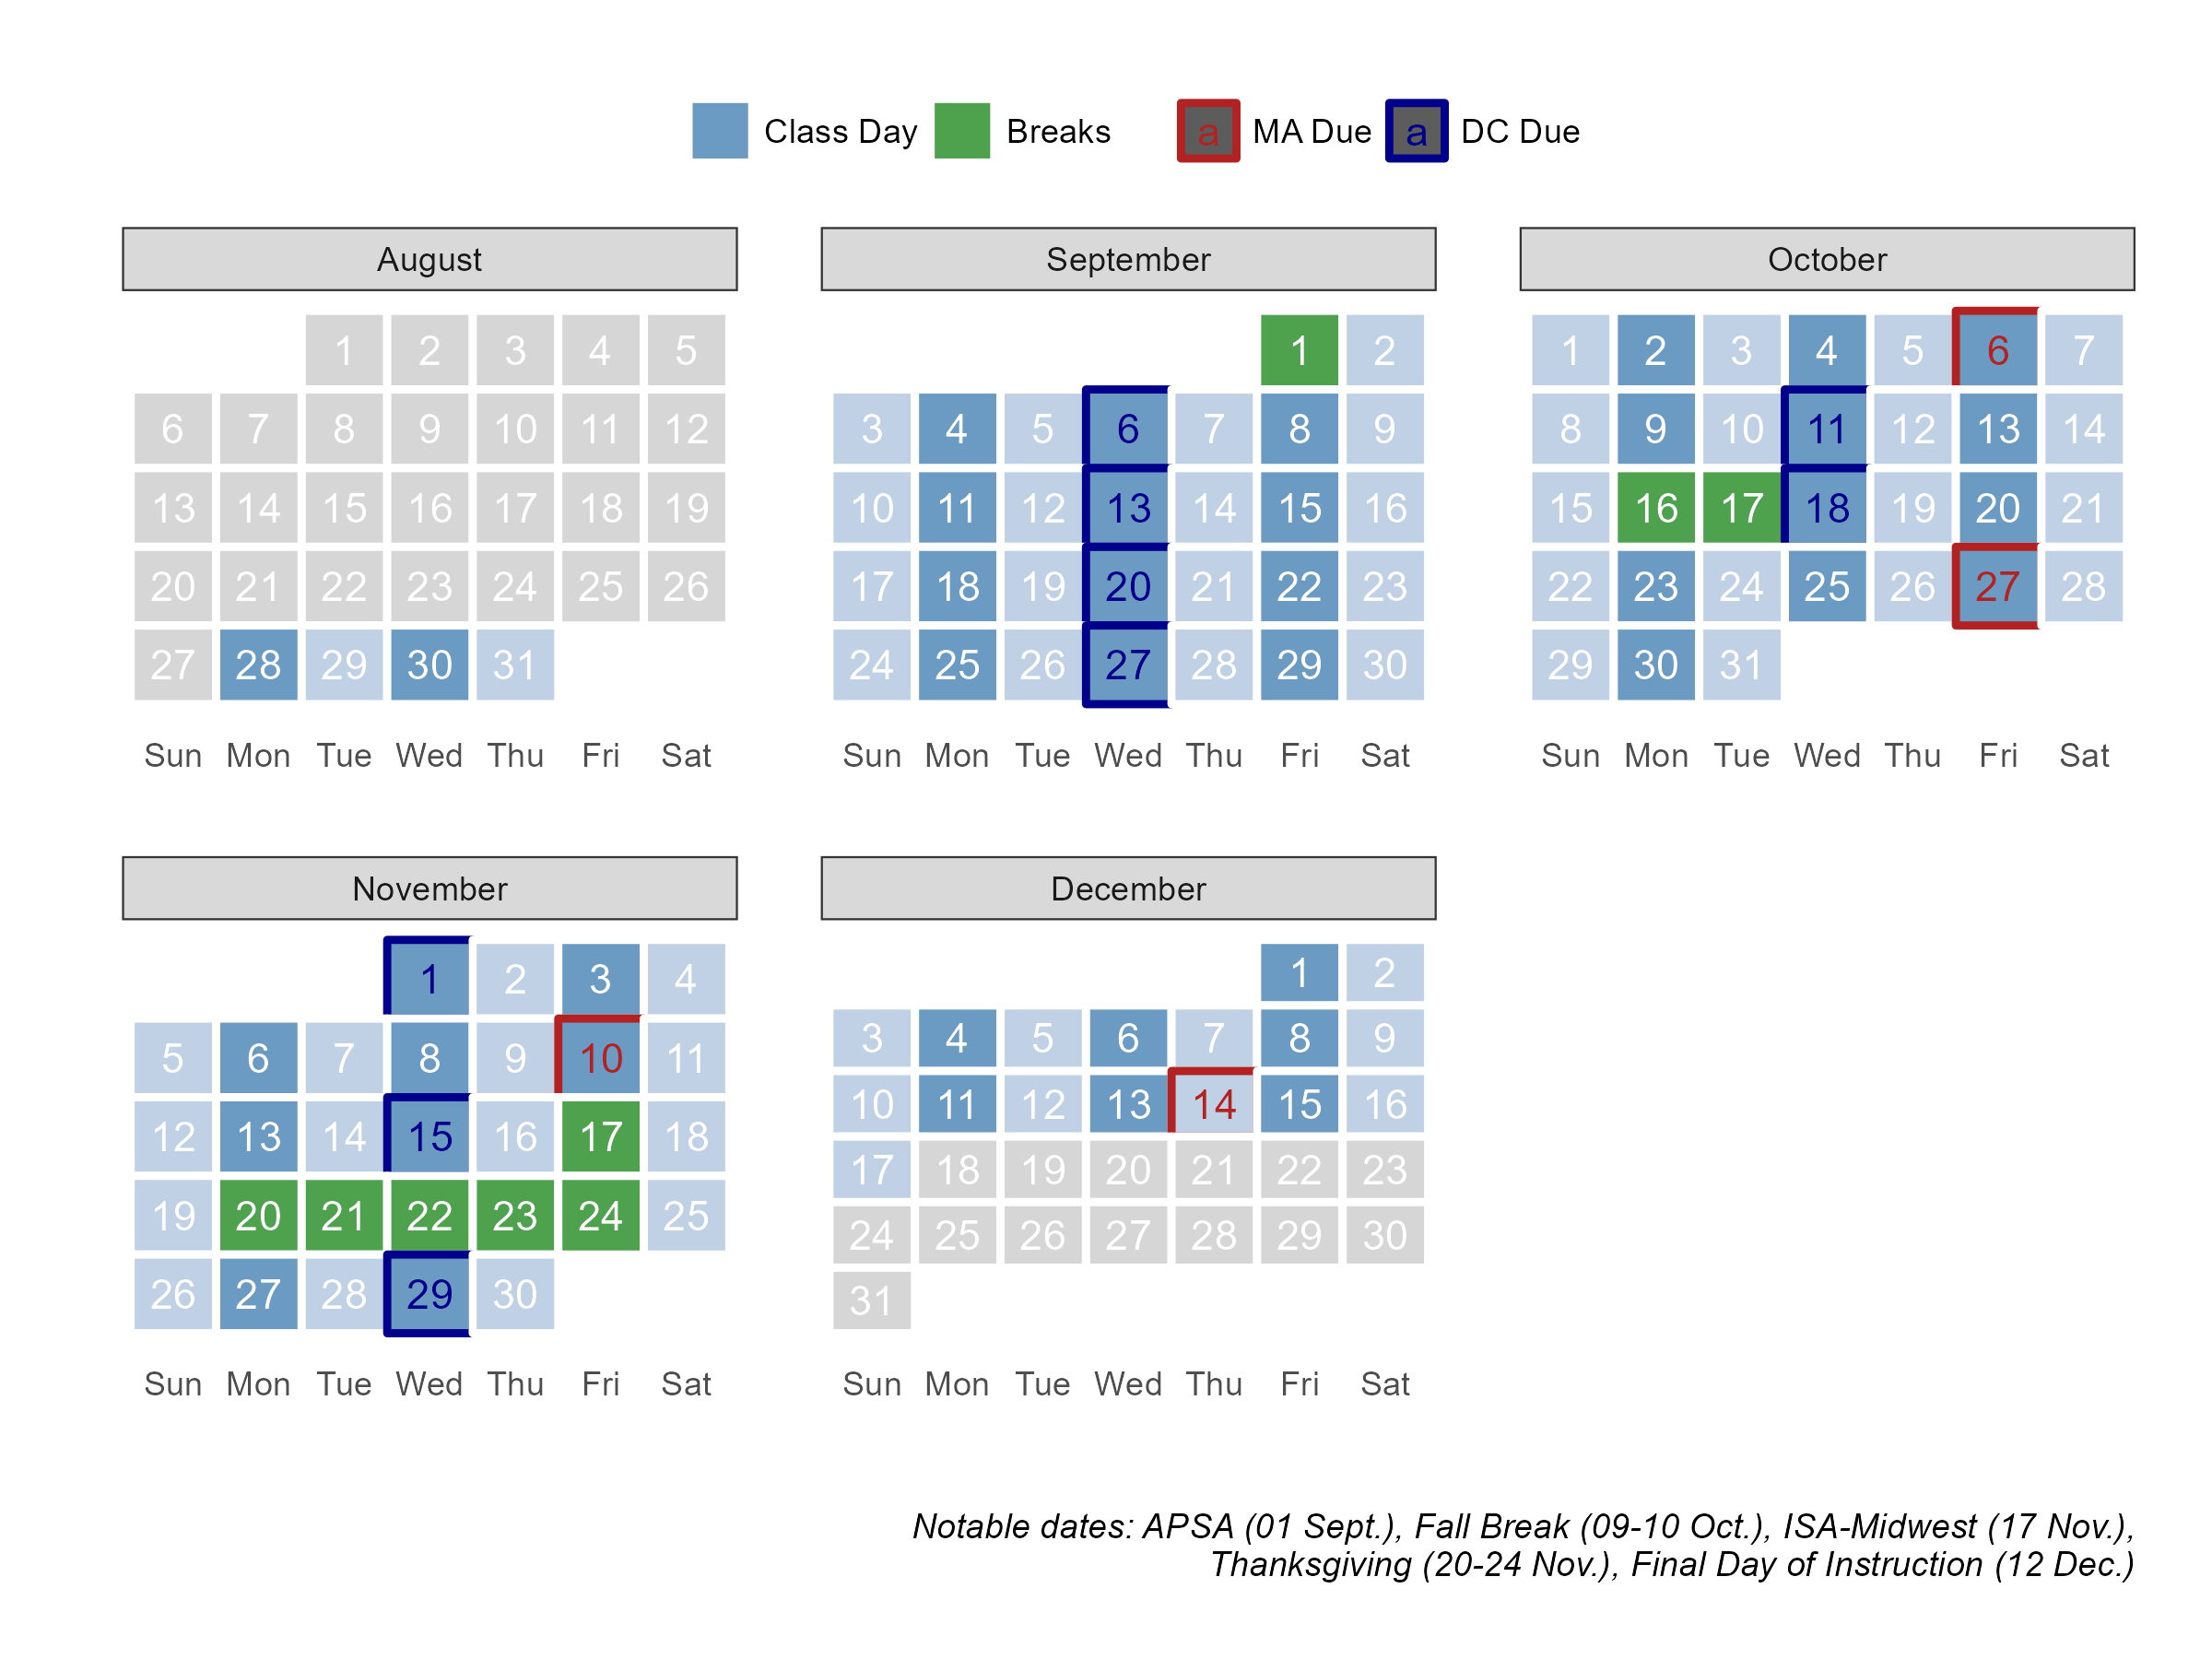 Class Day Breaks a MA Due a DC Due
August
1 2 3 4 5
6 7 8 9 10 11 12
13 14 15 16 17 18 19
20 21 22 23 24 25 26
27 28 29 30 31
Sun Mon Tue Wed Thu Fri Sat
September
1 2
3 4 5 6 7 8 9
10 11 12 13 14 15 16
17 18 19 20 21 22 23
24 25 26 27 28 29 30
Sun Mon Tue Wed Thu Fri Sat
October
1 2 3 4 5 6 7
8 9 10 11 12 13 14
15 16 17 18 19 20 21
22 23 24 25 26 27 28
29 30 31
Sun Mon Tue Wed Thu Fri Sat
November
1 2 3 4
5 6 7 8 9 10 11
12 13 14 15 16 17 18
19 20 21 22 23 24 25
26 27 28 29 30
Sun Mon Tue Wed Thu Fri Sat
December
1 2
3 4 5 6 7 8 9
10 11 12 13 14 15 16
17 18 19 20 21 22 23
24 25 26 27 28 29 30
31
Sun Mon Tue Wed Thu Fri Sat
Notable dates: APSA (01 Sept.), Fall Break (09-10 Oct.), ISA-Midwest (17 Nov.),
Thanksgiving (20-24 Nov.), Final Day of Instruction (12 Dec.)